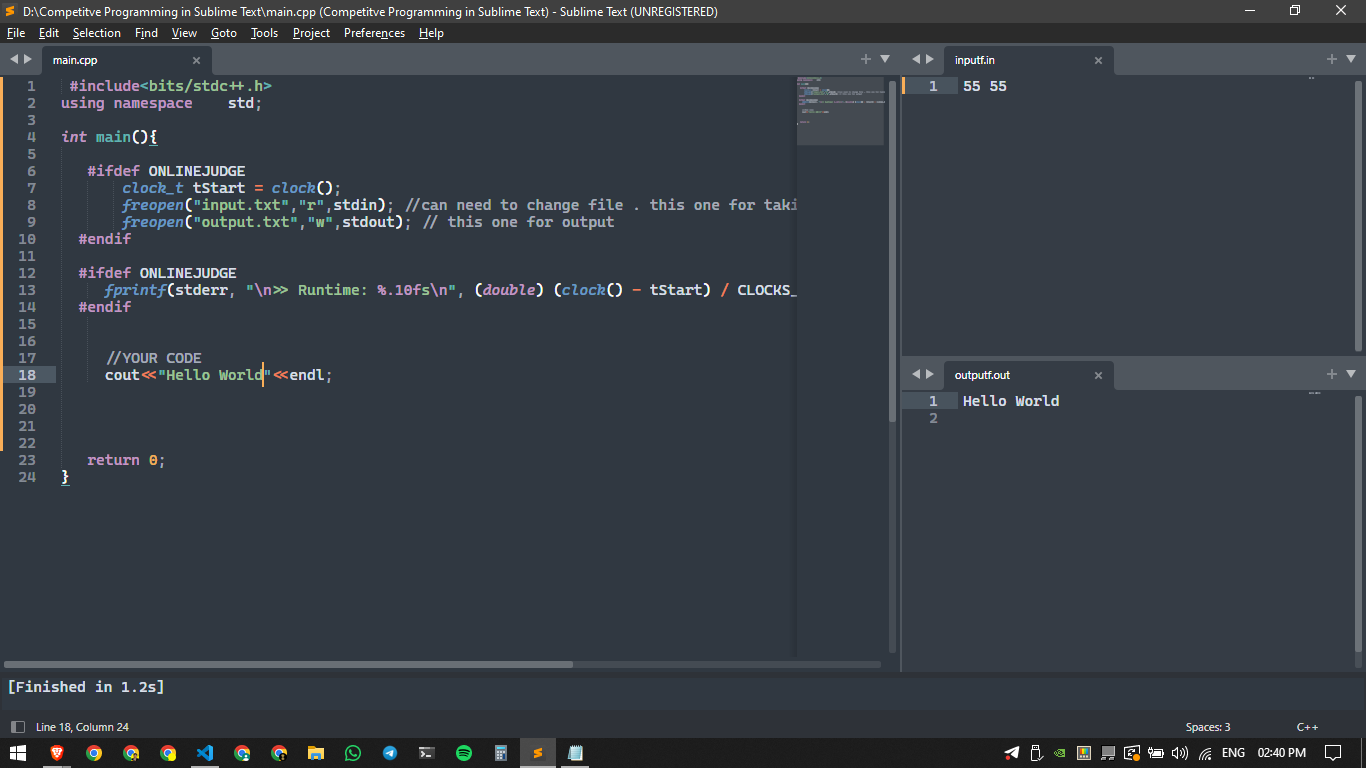 D:\Competitve Programming in Sublime Text\main.cpp (Competitve Programming in Sublime Text) - Sublime Text (UNREGISTERED)
File Edit Selection Find View Goto Tools Project Preferences Help
main.cpp
1 #include<bits/stdc++.h>
2 using namespace    std;
3
4 int main(){
5
6 #ifdef ONLINEJUDGE
7 clock_t tStart = clock();
8 freopen("input.txt","r",stdin); //can need to change file . this one for taki
9 freopen("output.txt","w",stdout); // this one for output
10 #endif
11
12 #ifdef ONLINEJUDGE
13 fprintf(stderr, "\n>> Runtime: %.10fs\n", (double) (clock() - tStart) / CLOCKS_
14 #endif
15
16
17 //YOUR CODE
18 cout<<"Hello World"<<endl;
19
20
21
22
23 return 0;
24 }
inputf.in
1 55 55
outputf.out
1 Hello World
2
[Finished in 1.2s]
Line 18, Column 24
Spaces: 3
C++
ENG
02:40 PM